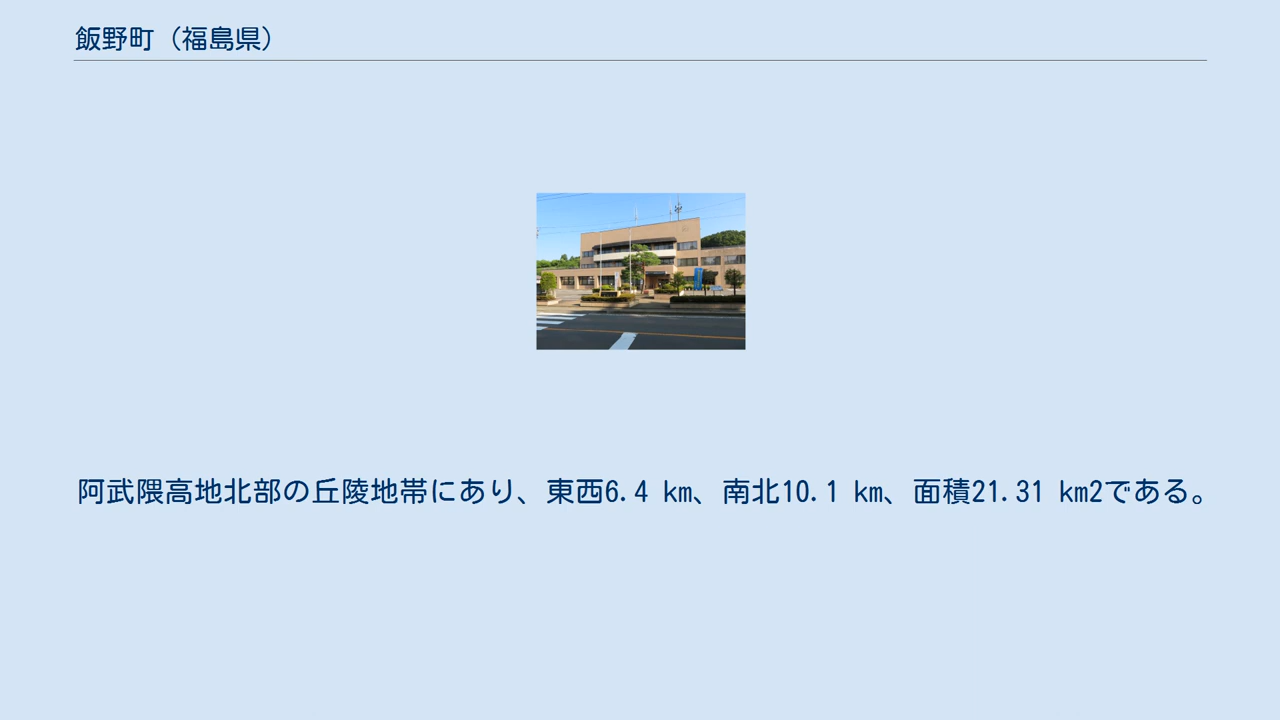 飯野町（福島県）
阿武隈高地北部の丘陵地帯にあり、東西6.4 km、南北10.1 km、面積21.31 km2である。